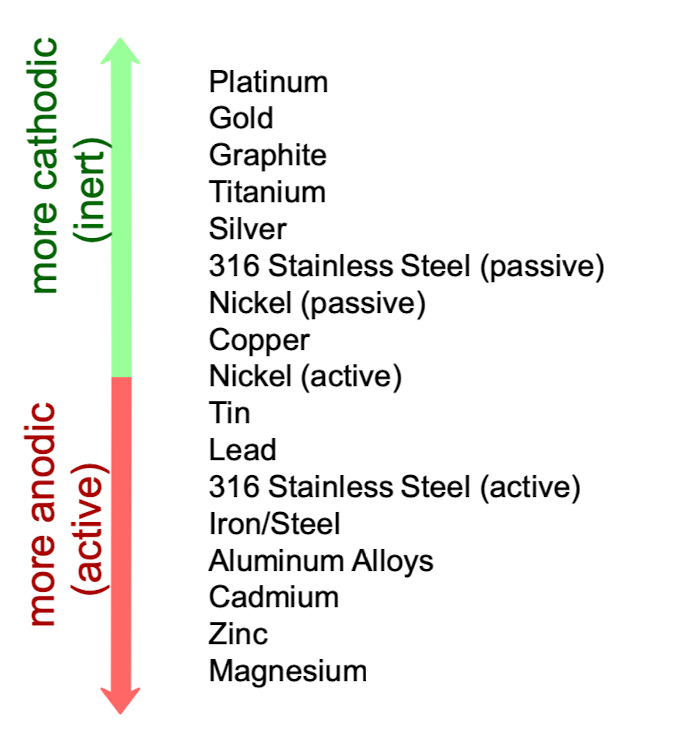 more cathodic
(inert)
more anodic
(active)
Platinum
Gold
Graphite
Titanium
Silver
316 Stainless Steel (passive)
Nickel (passive)
Copper
Nickel (active)
Tin
Lead
316 Stainless Steel (active)
Iron/Steel
Aluminum Alloys
Cadmium
Zinc
Magnesium